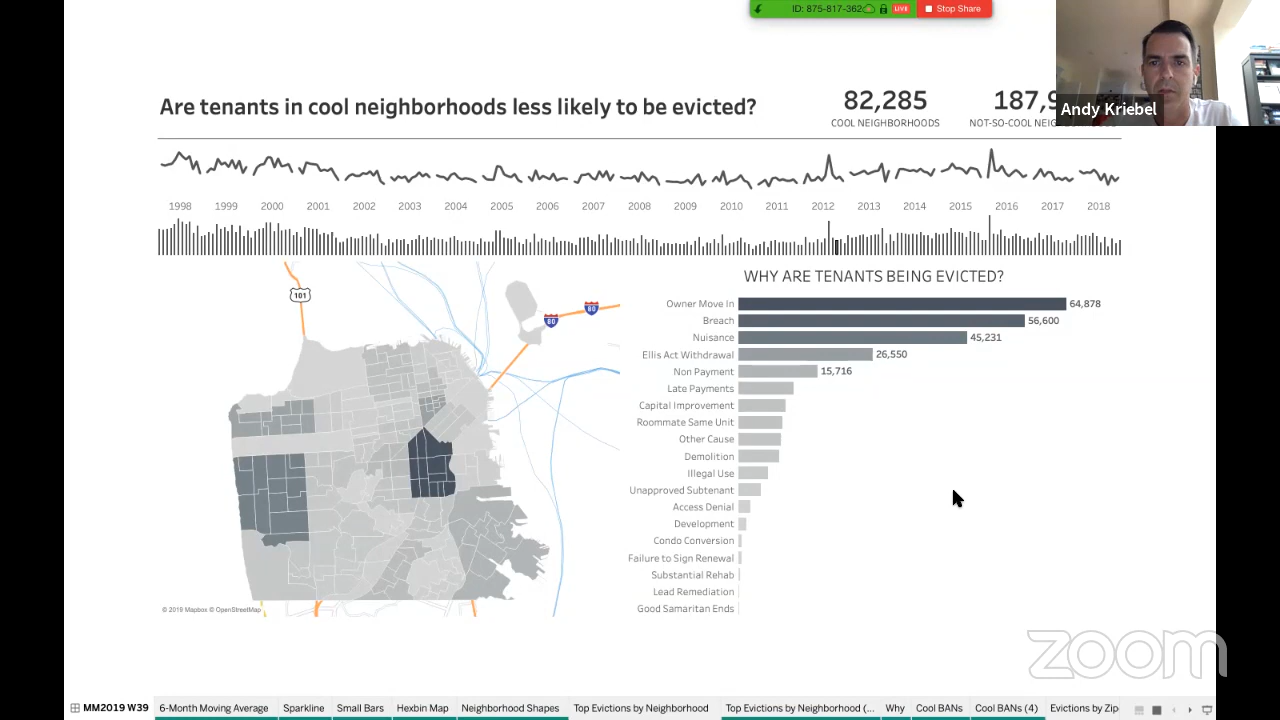 ID: 875-817-362 LIVE Stop Share
Andy Kriebel
Are tenants in cool neighborhoods less likely to be evicted?
82,285
COOL NEIGHBORHOODS
187,9
NOT-SO-COOL
1998 1999 2000 2001 2002 2003 2004 2005 2006 2007 2008 2009 2010 2011 2012 2013 2014 2015 2016 2017 2018
101
80
80
© 2019 Mapbox © OpenStreetMap
WHY ARE TENANTS BEING EVICTED?
Owner Move In 64,878
Breach 56,600
Nuisance 45,231
Ellis Act Withdrawal 26,550
Non Payment 15,716
Late Payments
Capital Improvement
Roommate Same Unit
Other Cause
Demolition
Illegal Use
Unapproved Subtenant
Access Denial
Development
Condo Conversion
Failure to Sign Renewal
Substantial Rehab
Lead Remediation
Good Samaritan Ends
zoom
MM2019 W39 6-Month Moving Average Sparkline Small Bars Hexbin Map Neighborhood Shapes Top Evictions by Neighborhood Top Evictions by Neighborhood (... Why Cool BANs Cool BANs (4) Evictions by Zip